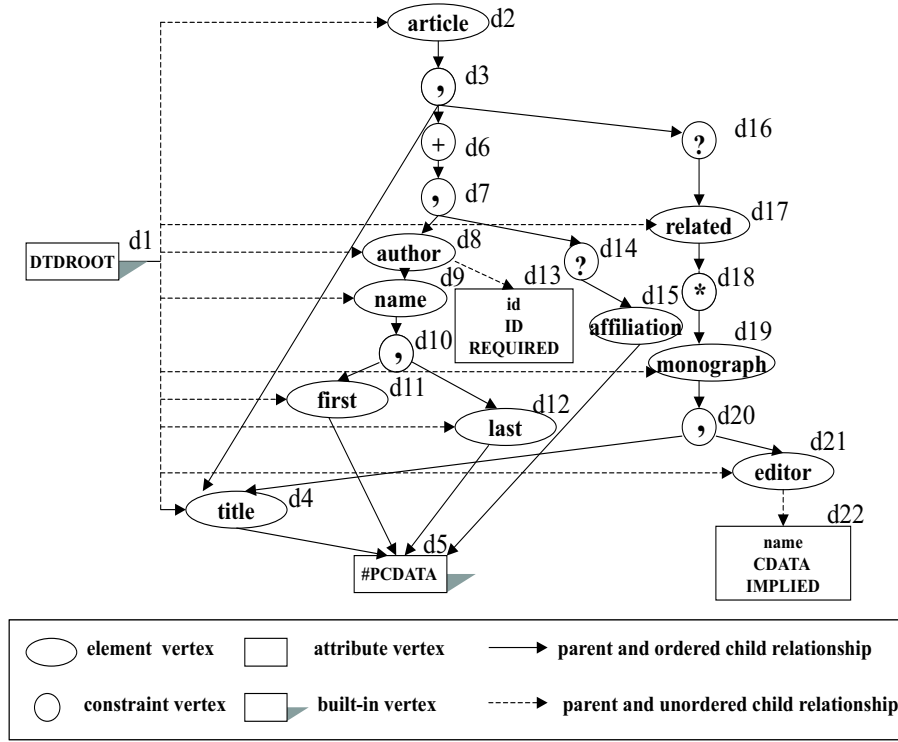 article d2
d3
,
d16
?
+
d6
,
d7
related d17
d1
DTDROOT
author d8
d14
?
d9
name
d13
id
ID
REQUIRED
d18
*
d15
affiliation
d10
,
d19
monograph
d11
first
d12
last
d20
,
d21
editor
d4
title
d5
#PCDATA
d22
name
CDATA
IMPLIED
element vertex
attribute vertex
parent and ordered child relationship
constraint vertex
built-in vertex
parent and unordered child relationship